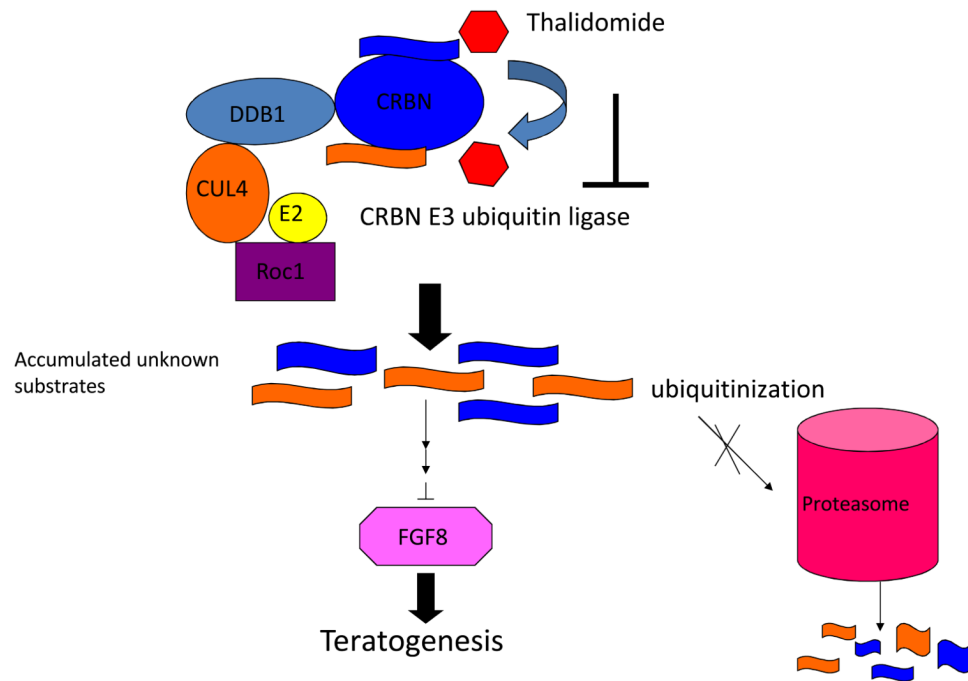 Thalidomide
CRBN
DDB1
CUL4
E2
CRBN E3 ubiquitin ligase
Roc1
Accumulated unknown
substrates
ubiquitinization
Proteasome
FGF8
Teratogenesis